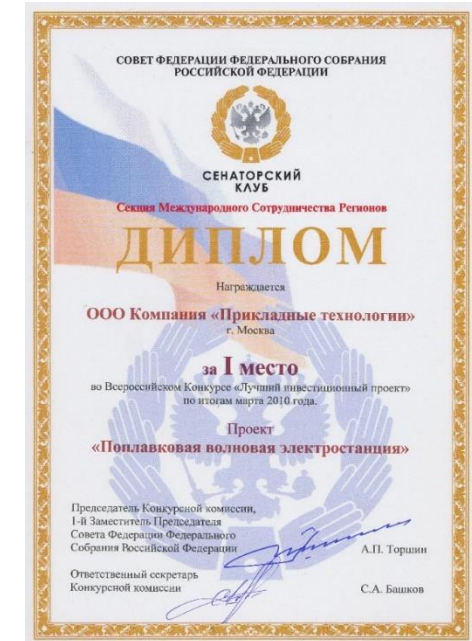 СОВЕТ ФЕДЕРАЦИИ ФЕДЕРАЛЬНОГО СОБРАНИЯ
РОССИЙСКОЙ ФЕДЕРАЦИИ
СЕНАТОРСКИЙ
КЛУБ
Секция Международного Сотрудничества Регионов
ДИПЛОМ
Награждается
ООО Компания «Прикладные технологии»
г. Москва
за I место
во Всероссийском Конкурсе «Лучший инвестиционный проект»
по итогам марта 2010 года.
Проект
«Поплавковая волновая электростанция»
Председатель Конкурсной комиссии,
1-й Заместитель Председателя
Совета Федерации Федерального
Собрания Российской Федерации
А.П. Торшин
Ответственный секретарь
Конкурсной комиссии
С.А. Башков